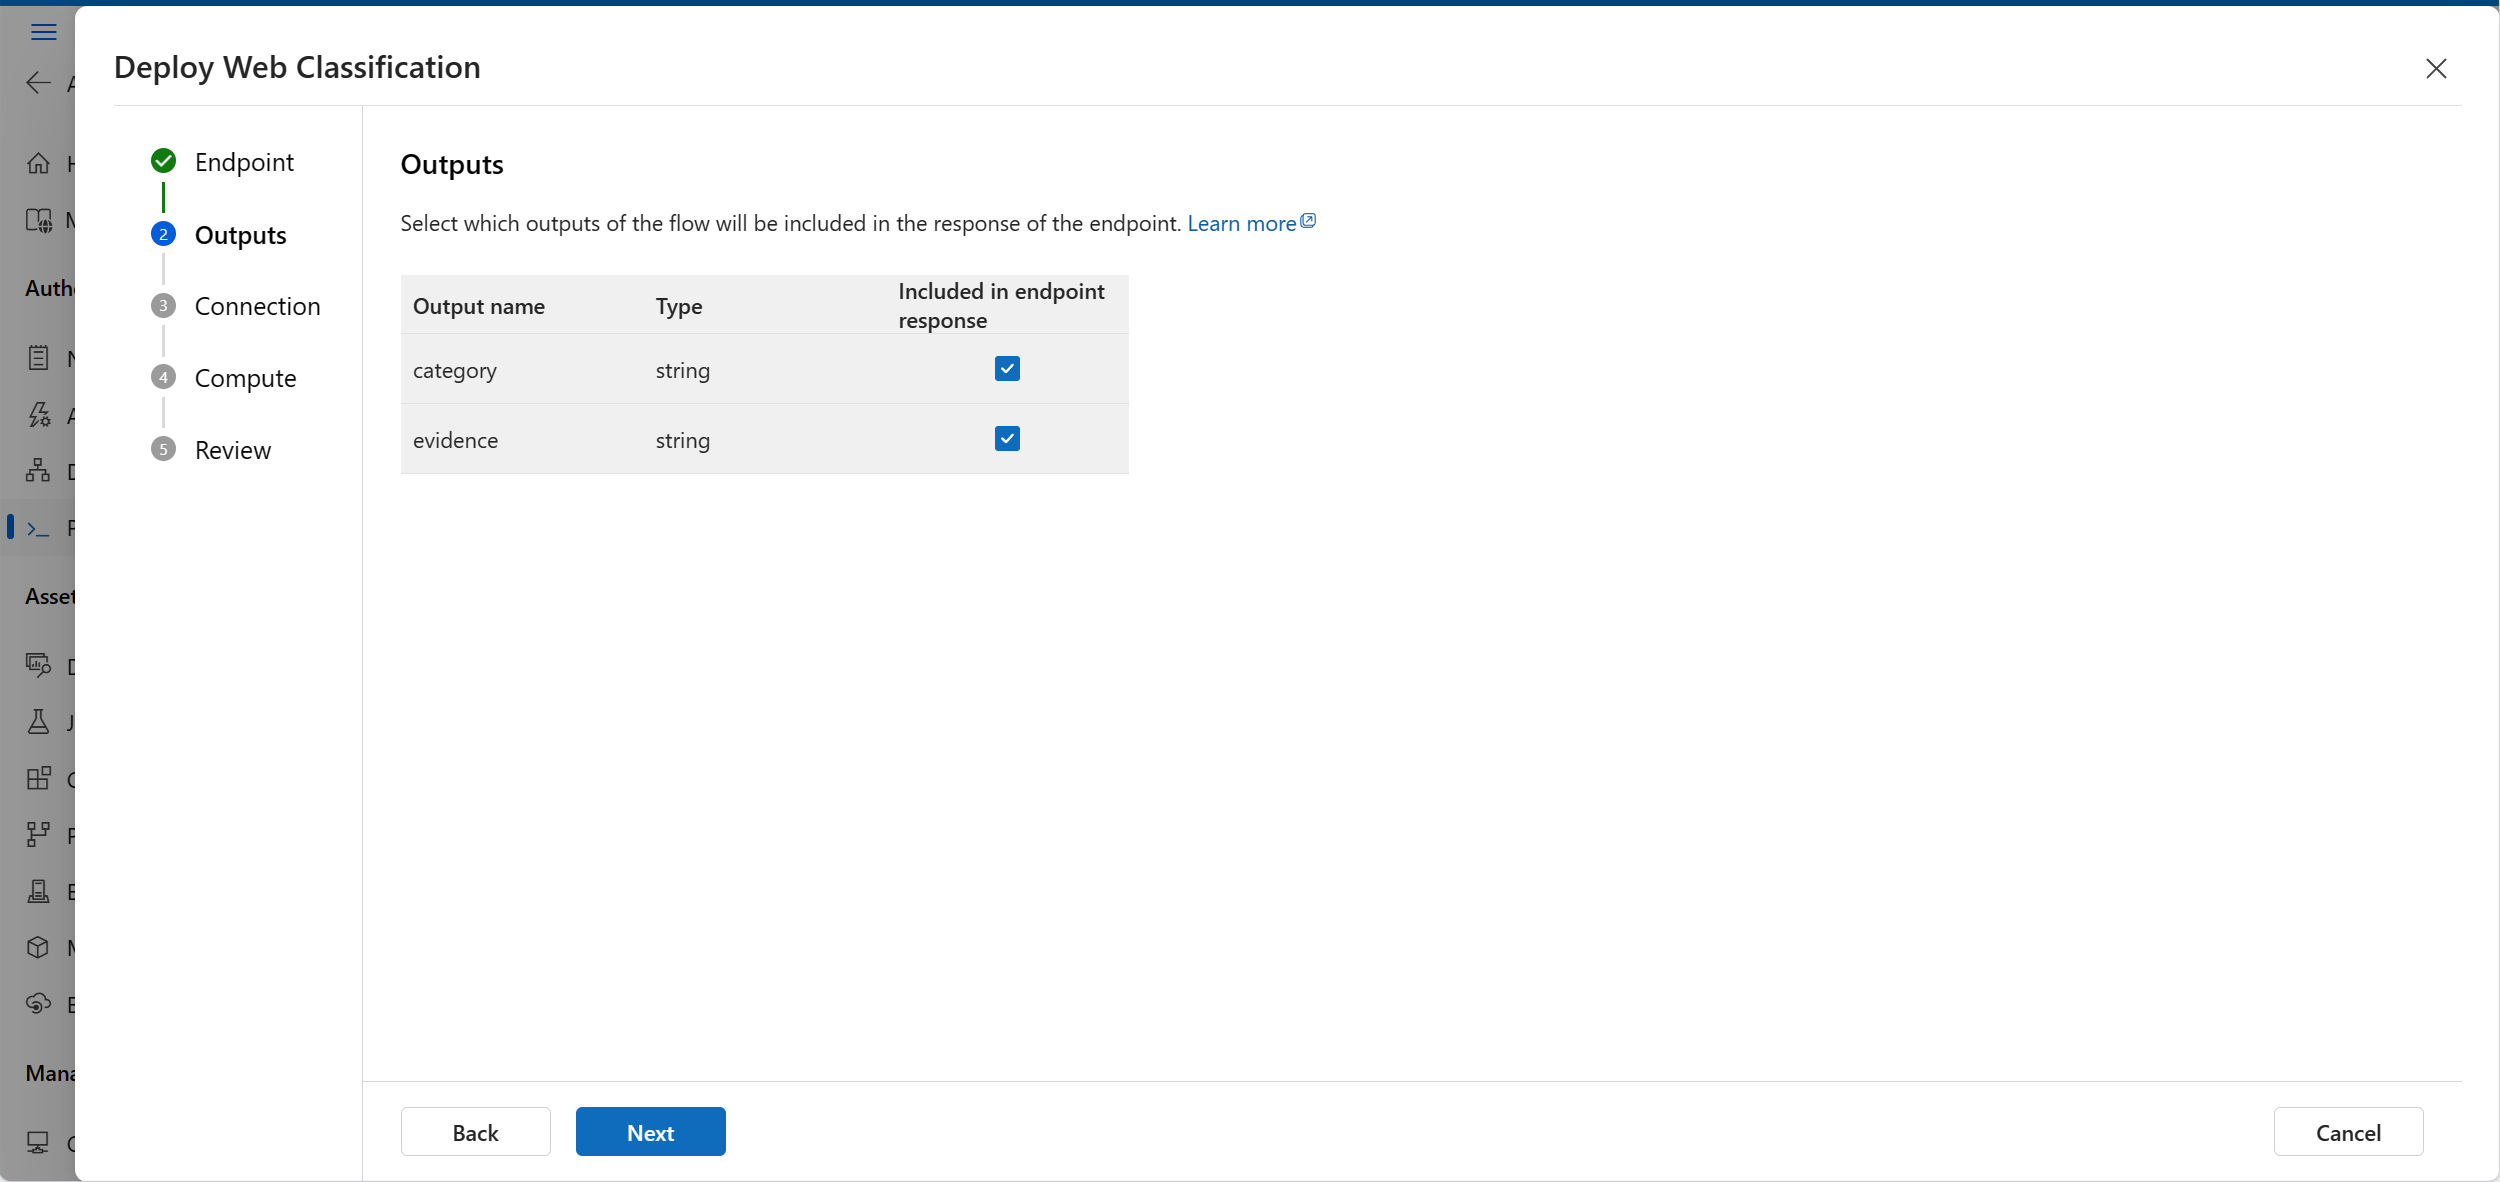 Deploy Web Classification
Endpoint
2 Outputs
3 Connection
4 Compute
5 Review
Outputs
Select which outputs of the flow will be included in the response of the endpoint. Learn more
Output name Type Included in endpoint
response
category string
evidence string
Back Next Cancel